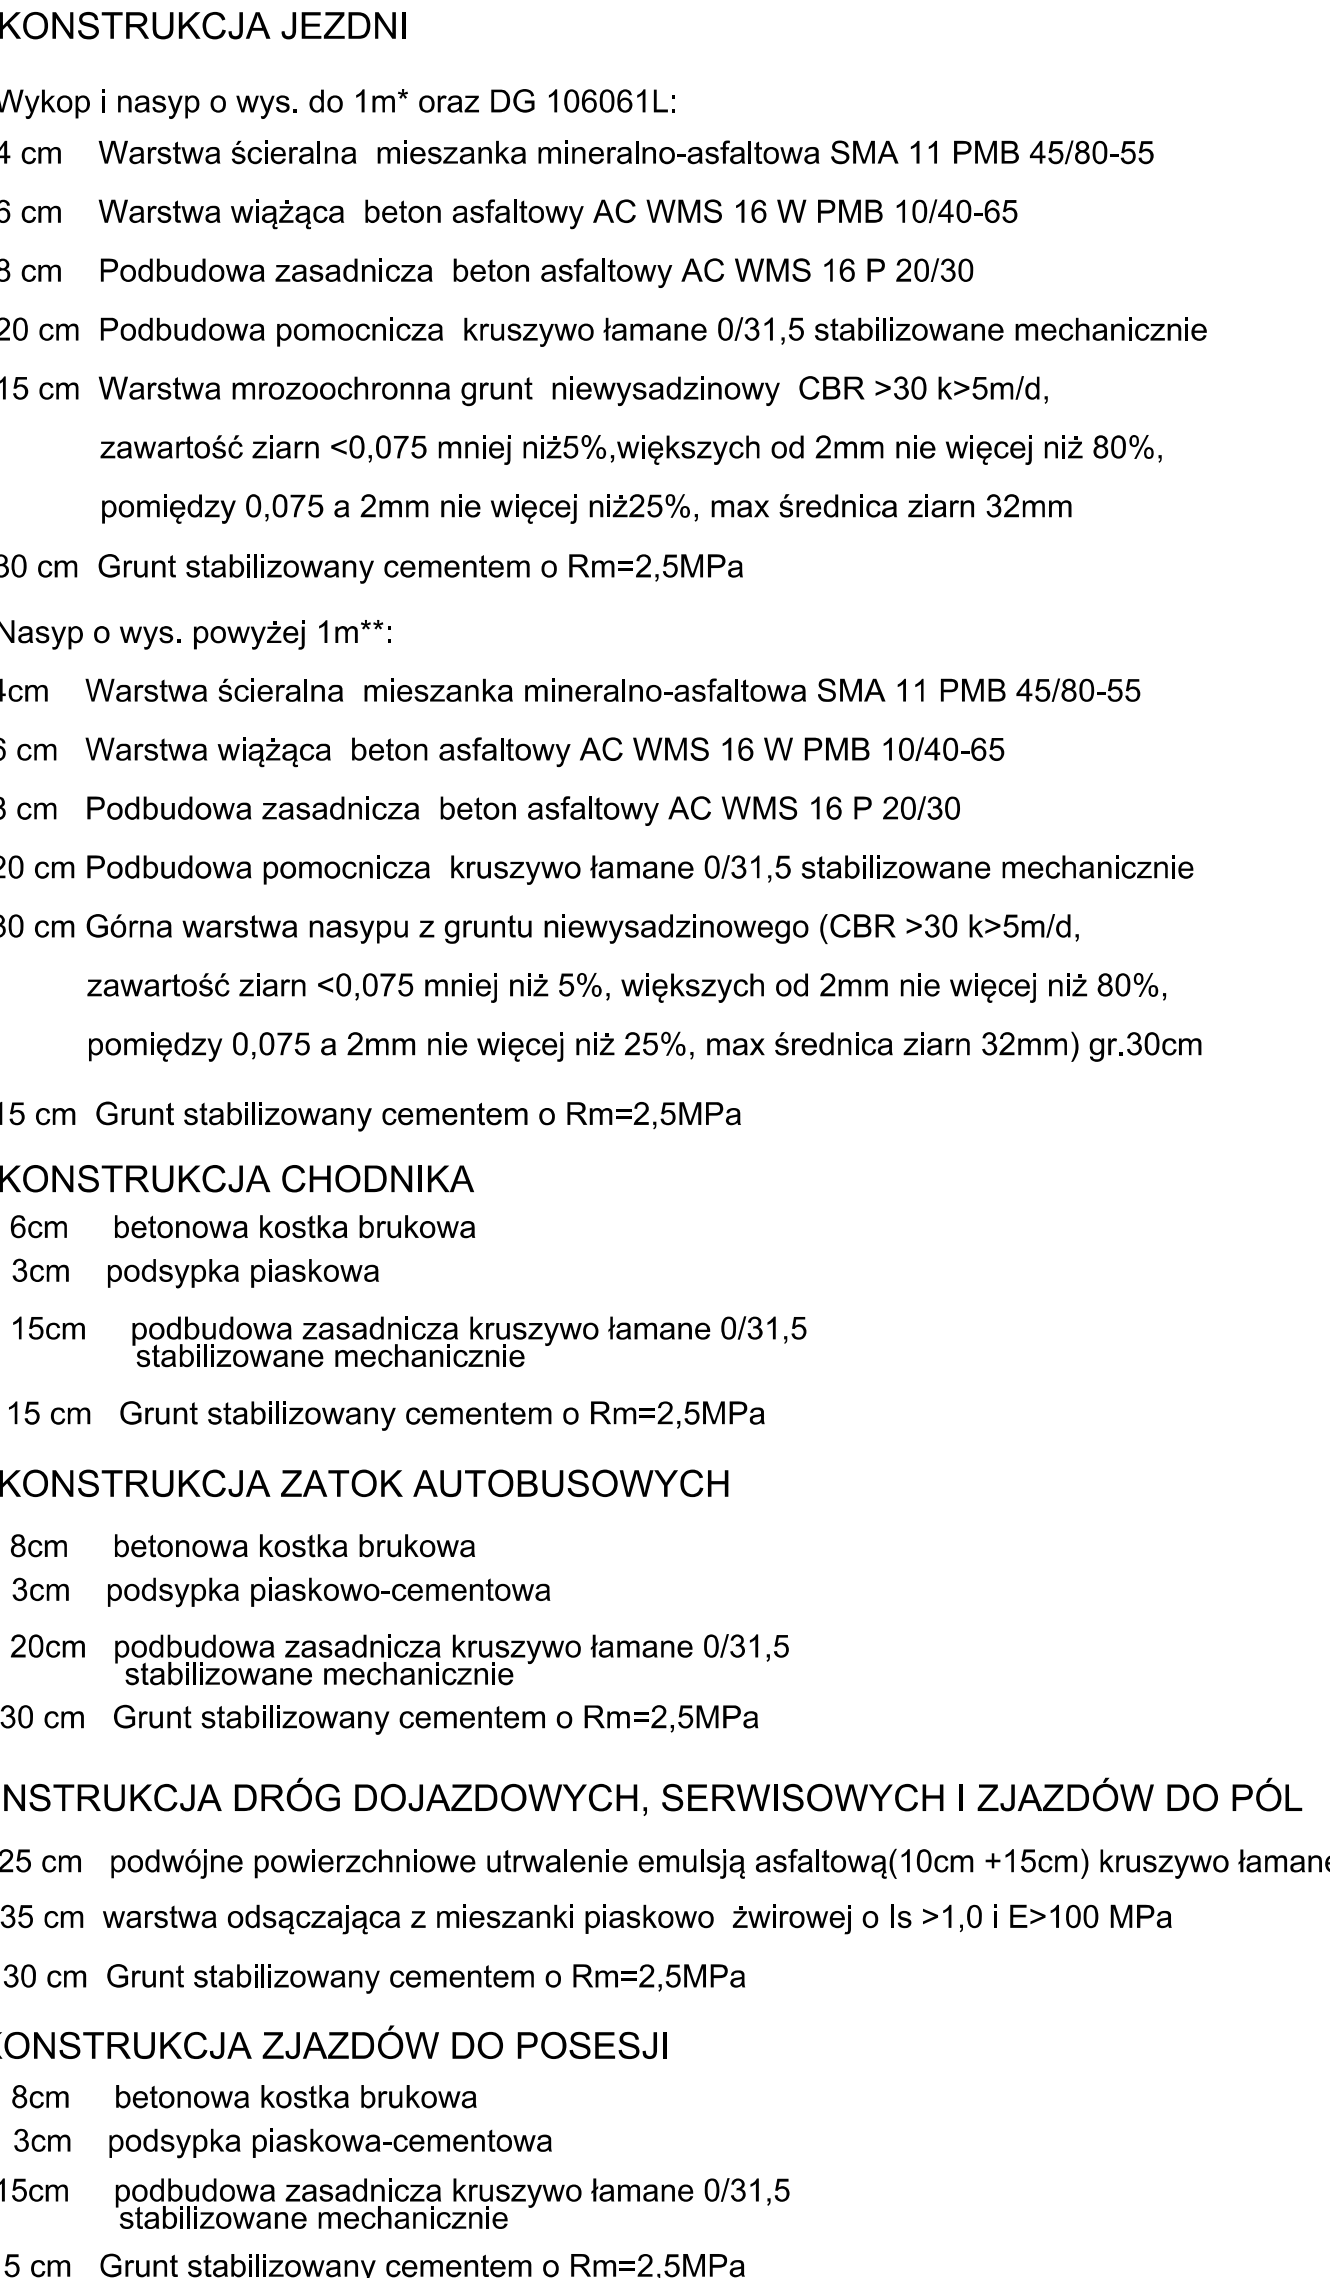 KONSTRUKCJA JEZDNI
Wykop i nasyp o wys. do 1m* oraz DG 106061L:
4 cm Warstwa ścieralna mieszanka mineralno-asfaltowa SMA 11 PMB 45/80-55
6 cm Warstwa wiążąca beton asfaltowy AC WMS 16 W PMB 10/40-65
8 cm Podbudowa zasadnicza beton asfaltowy AC WMS 16 P 20/30
20 cm Podbudowa pomocnicza kruszywo łamane 0/31,5 stabilizowane mechanicznie
15 cm Warstwa mrozoochronna grunt niewysadzinowy CBR >30 k>5m/d,
zawartość ziarn <0,075 mniej niż5%,większych od 2mm nie więcej niż 80%,
pomiędzy 0,075 a 2mm nie więcej niż25%, max średnica ziarn 32mm
30 cm Grunt stabilizowany cementem o Rm=2,5MPa
Nasyp o wys. powyżej 1m**:
4cm Warstwa ścieralna mieszanka mineralno-asfaltowa SMA 11 PMB 45/80-55
6 cm Warstwa wiążąca beton asfaltowy AC WMS 16 W PMB 10/40-65
8 cm Podbudowa zasadnicza beton asfaltowy AC WMS 16 P 20/30
20 cm Podbudowa pomocnicza kruszywo łamane 0/31,5 stabilizowane mechanicznie
30 cm Górna warstwa nasypu z gruntu niewysadzinowego (CBR >30 k>5m/d,
zawartość ziarn <0,075 mniej niż 5%, większych od 2mm nie więcej niż 80%,
pomiędzy 0,075 a 2mm nie więcej niż 25%, max średnica ziarn 32mm) gr.30cm
15 cm Grunt stabilizowany cementem o Rm=2,5MPa
KONSTRUKCJA CHODNIKA
6cm betonowa kostka brukowa
3cm podsypka piaskowa
15cm podbudowa zasadnicza kruszywo łamane 0/31,5
stabilizowane mechanicznie
15 cm Grunt stabilizowany cementem o Rm=2,5MPa
KONSTRUKCJA ZATOK AUTOBUSOWYCH
8cm betonowa kostka brukowa
3cm podsypka piaskowo-cementowa
20cm podbudowa zasadnicza kruszywo łamane 0/31,5
stabilizowane mechanicznie
30 cm Grunt stabilizowany cementem o Rm=2,5MPa
NSTRUKCJA DRÓG DOJAZDOWYCH, SERWISOWYCH I ZJAZDÓW DO PÓL
25 cm podwójne powierzchniowe utrwalenie emulsją asfaltową(10cm +15cm) kruszywo łamane
35 cm warstwa odsączająca z mieszanki piaskowo żwirowej o Is >1,0 i E>100 MPa
30 cm Grunt stabilizowany cementem o Rm=2,5MPa
KONSTRUKCJA ZJAZDÓW DO POSESJI
8cm betonowa kostka brukowa
3cm podsypka piaskowa-cementowa
15cm podbudowa zasadnicza kruszywo łamane 0/31,5
stabilizowane mechanicznie
5 cm Grunt stabilizowany cementem o Rm=2,5MPa